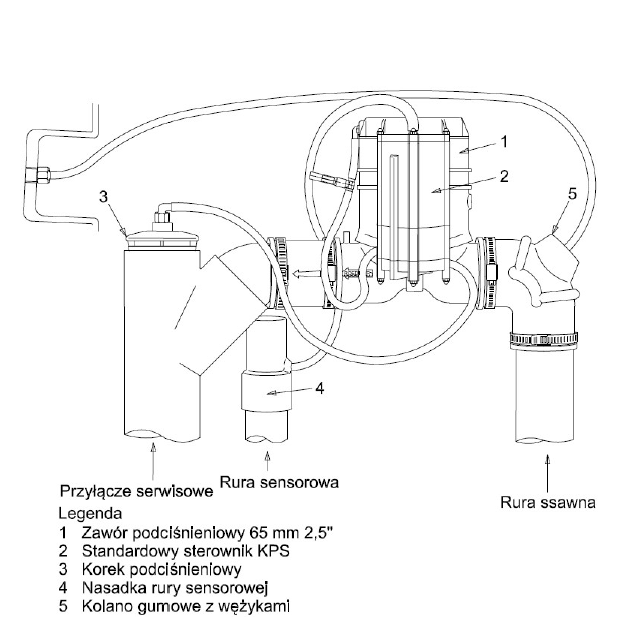 1
2
3
5
4
Przyłącze serwisowe
Rura sensorowa
Rura ssawna
Legenda
1 Zawór podciśnieniowy 65 mm 2,5"
2 Standardowy sterownik KPS
3 Korek podciśnieniowy
4 Nasadka rury sensorowej
5 Kolano gumowe z wężykami